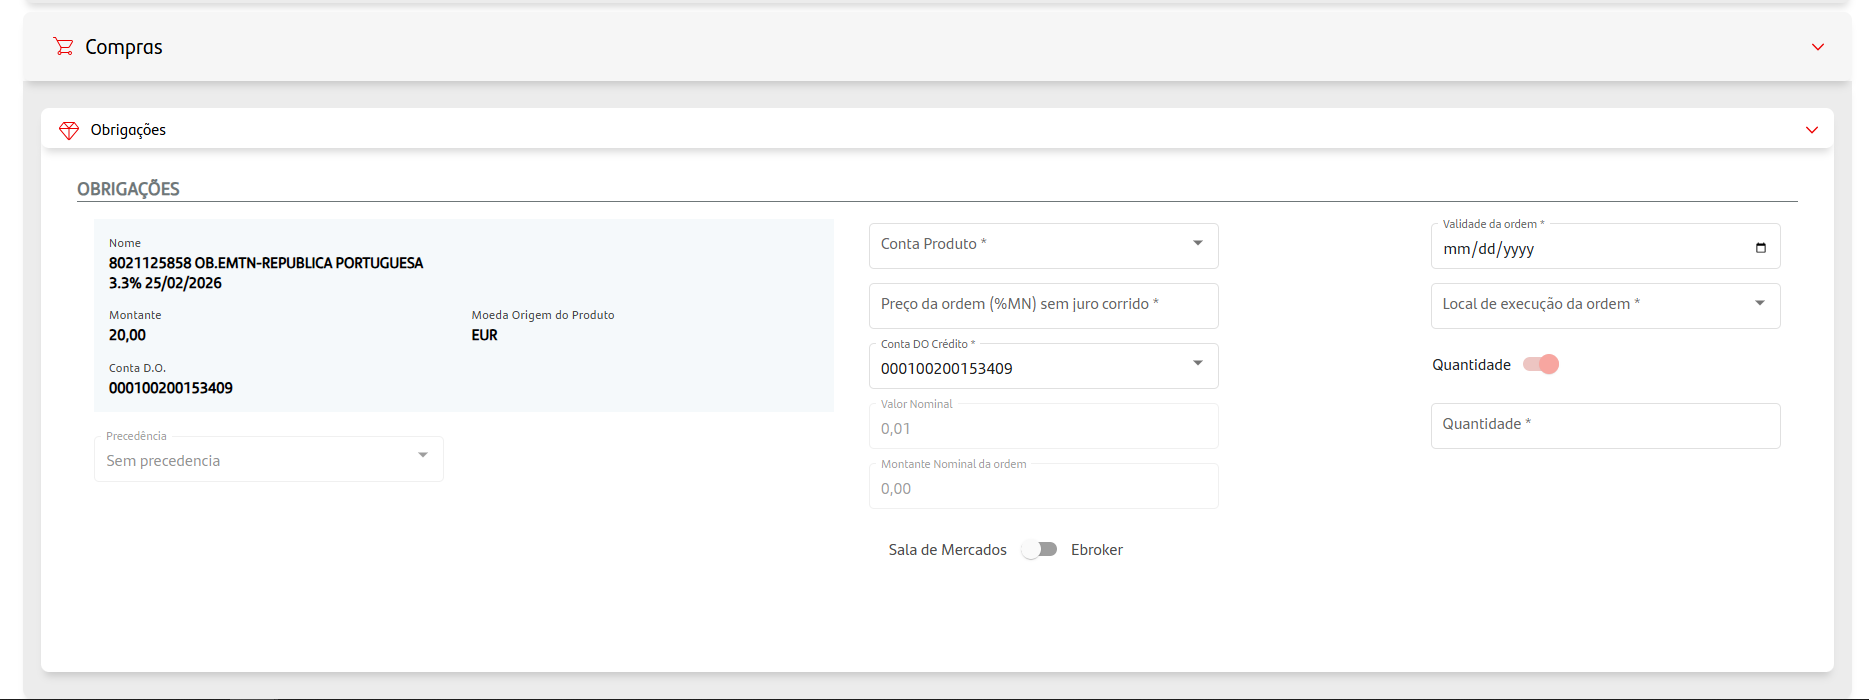 Compras
Obrigações
OBRIGAÇÕES
Nome
8021125858 OB.EMTN-REPUBLICA PORTUGUESA
3.3% 25/02/2026
Montante
20,00
Moeda Origem do Produto
EUR
Conta D.O.
000100200153409
Precedência
Sem precedencia
Conta Produto *
Preço da ordem (%MN) sem juro corrido *
Conta DO Crédito *
000100200153409
Valor Nominal
0,01
Montante Nominal da ordem
0,00
Sala de Mercados
Ebroker
Validade da ordem *
mm/dd/yyyy
Local de execução da ordem *
Quantidade
Quantidade *